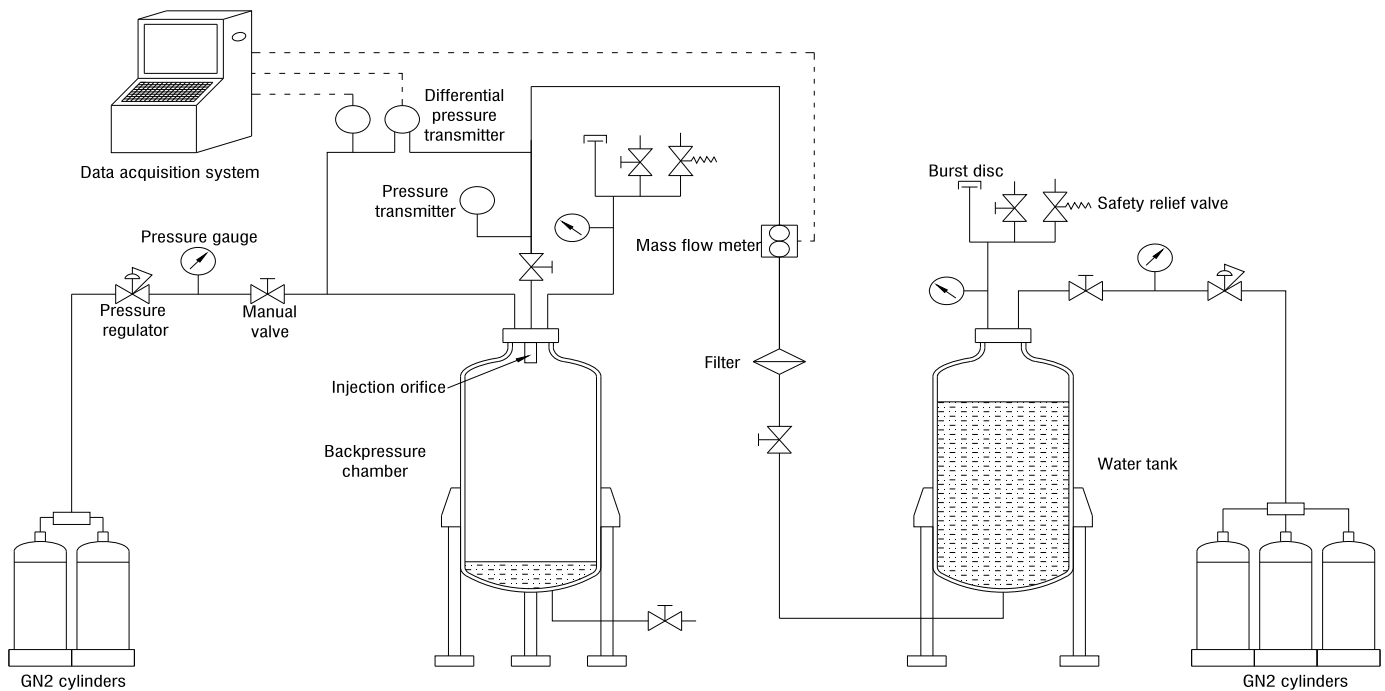 Differential
pressure
transmitter
Data acquisition system
Burst disc
Pressure
transmitter
Safety relief valve
Pressure gauge
Mass flow meter
Pressure
regulator
Manual
valve
Filter
Injection orifice
Backpressure
chamber
Water tank
GN2 cylinders
GN2 cylinders